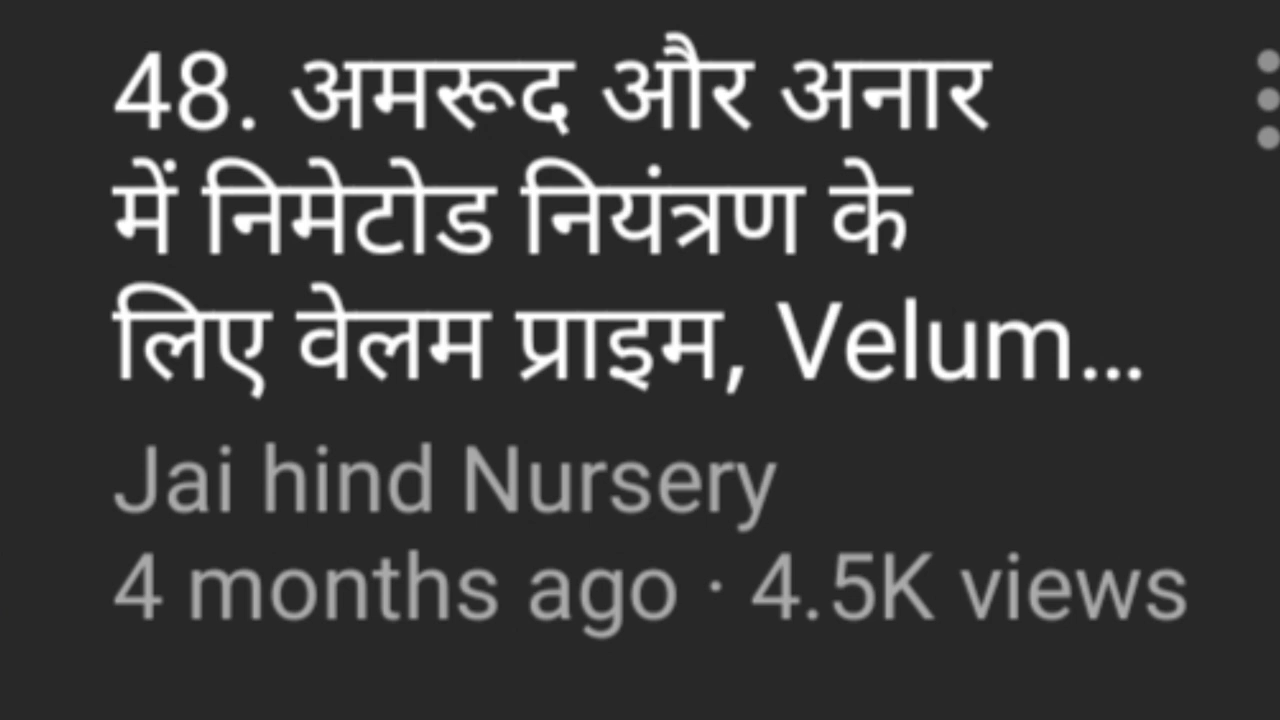 48. अमरूद और अनार
में निमेटोड नियंत्रण के
लिए वेलम प्राइम, Velum...
Jai hind Nursery
4 months ago · 4.5K views